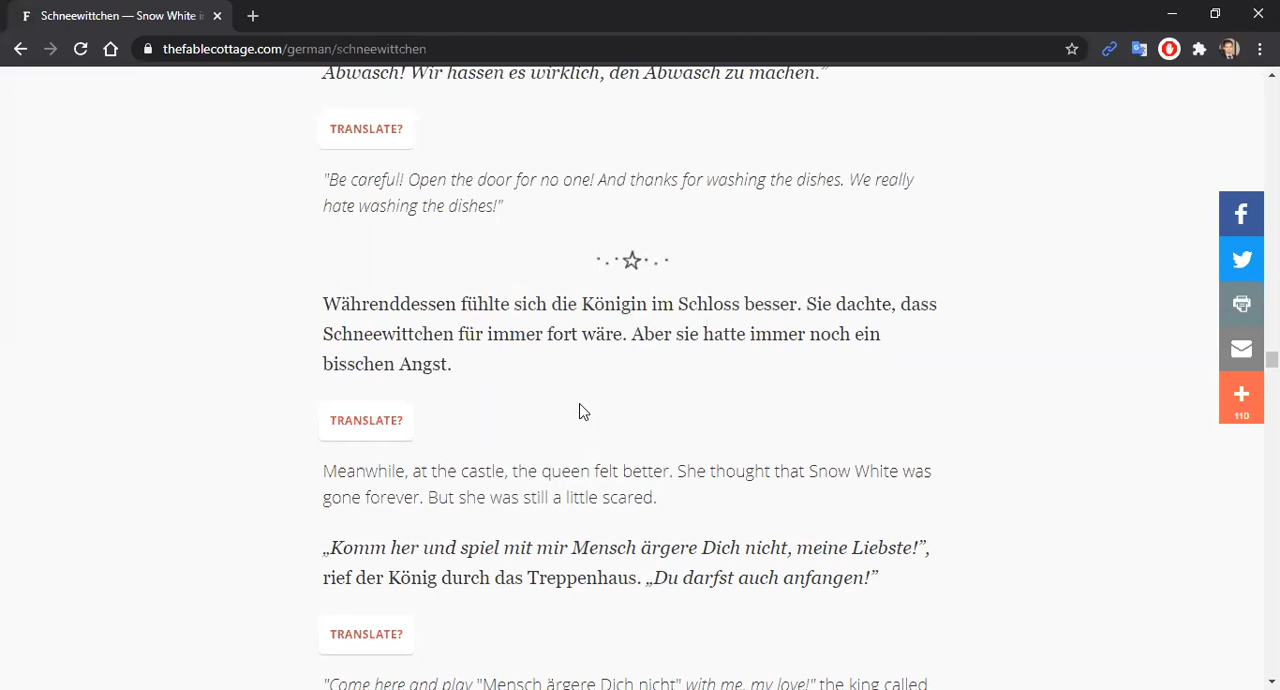 Schneewittchen — Snow White i
thefablecottage.com/german/schneewittchen
Abwasch! Wir hassen es wirklich, den Abwasch zu machen.”
TRANSLATE?
"Be careful! Open the door for no one! And thanks for washing the dishes. We really
hate washing the dishes!"
Währenddessen fühlte sich die Königin im Schloss besser. Sie dachte, dass
Schneewittchen für immer fort wäre. Aber sie hatte immer noch ein
bisschen Angst.
TRANSLATE?
Meanwhile, at the castle, the queen felt better. She thought that Snow White was
gone forever. But she was still a little scared.
„Komm her und spiel mit mir Mensch ärgere Dich nicht, meine Liebste!”,
rief der König durch das Treppenhaus. „Du darfst auch anfangen!”
TRANSLATE?
"Come here and play "Mensch ärgere Dich nicht" with me, my love!" the king called
110